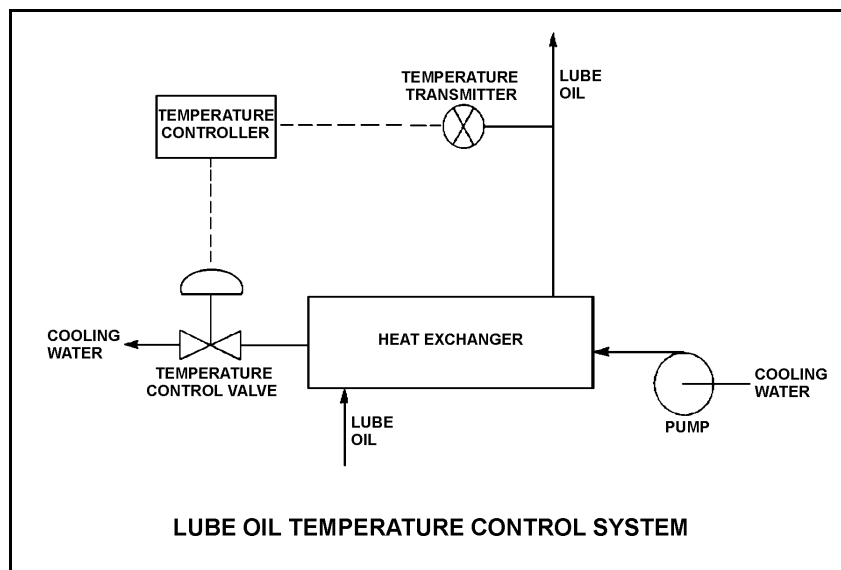 TEMPERATURE
TRANSMITTER
LUBE
OIL
TEMPERATURE
CONTROLLER
HEAT EXCHANGER
COOLING
WATER
TEMPERATURE
CONTROL VALVE
COOLING
WATER
PUMP
LUBE
OIL
LUBE OIL TEMPERATURE CONTROL SYSTEM